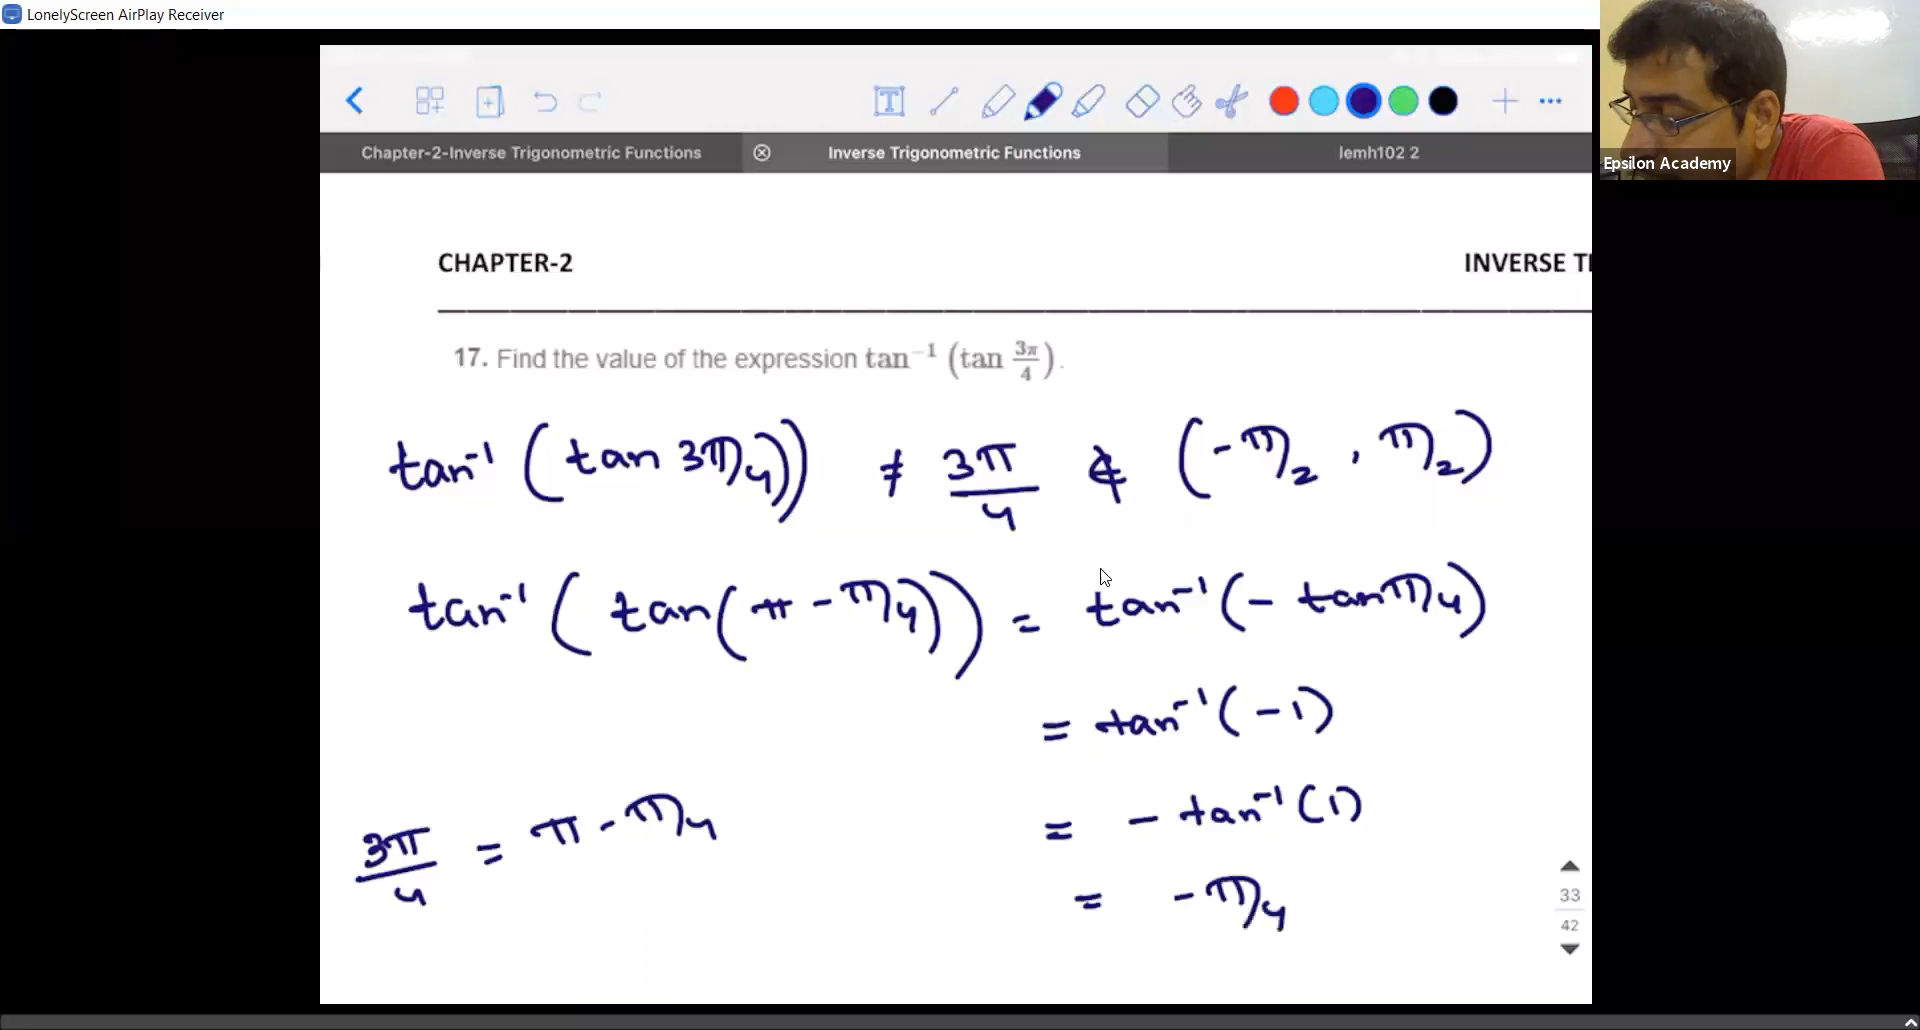 LonelyScreen AirPlay Receiver
Epsilon Academy
Chapter-2-Inverse Trigonometric Functions
Inverse Trigonometric Functions
lemh102 2
CHAPTER-2 INVERSE T
17. Find the value of the expression tan⁻¹ (tan 3π/4).
tan⁻¹ (tan 3π/4)) ≠ 3π/4 ∉ (-π/2, π/2)
tan⁻¹ (tan(π - π/4)) = tan⁻¹(- tan π/4)
= tan⁻¹(-1)
= - tan⁻¹(1)
3π/4 = π - π/4
= - π/4
33
42